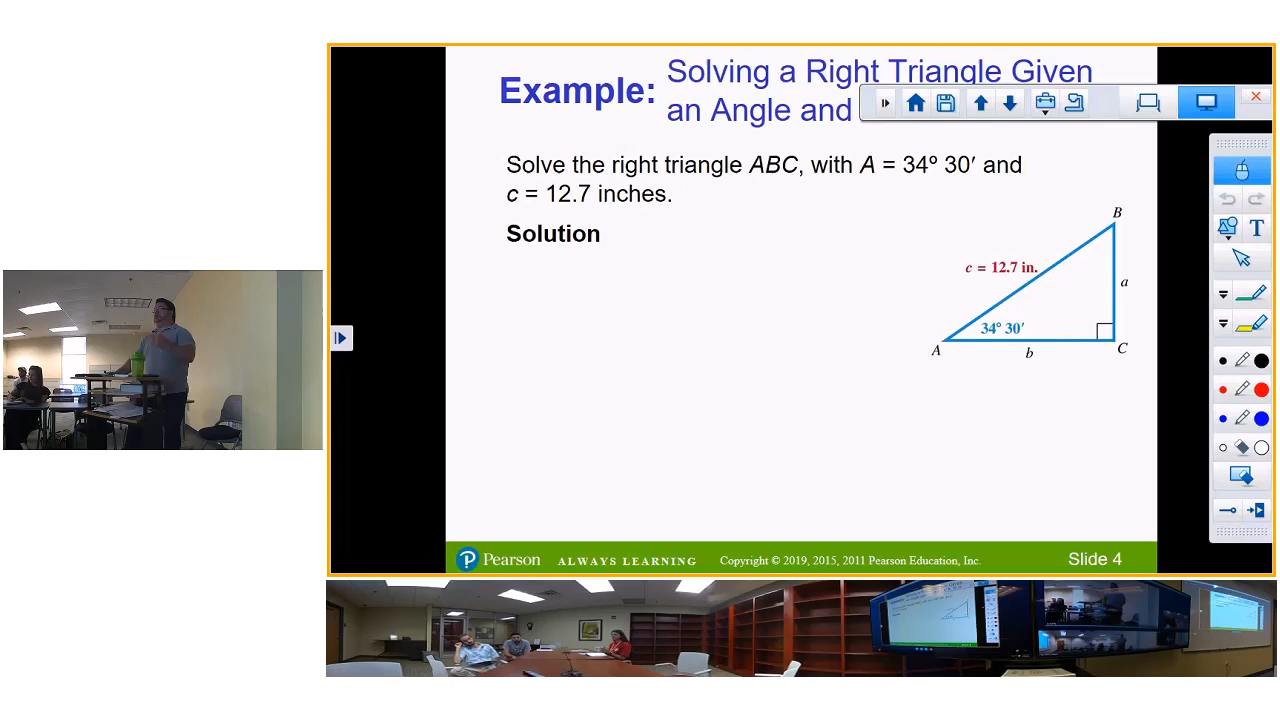 Example:
Solving a Right Triangle Given
an Angle and
Solve the right triangle ABC, with A = 34º 30′ and
c = 12.7 inches.
Solution
B
c = 12.7 in.
a
34° 30′
A
b
C
T
Pearson
ALWAYS LEARNING
Copyright © 2019, 2015, 2011 Pearson Education, Inc.
Slide 4